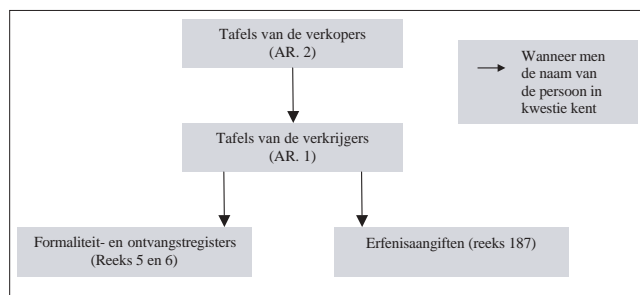 Tafels van de verkopers
(AR. 2)
Wanneer men
de naam van
de persoon in
kwestie kent
Tafels van de verkrijgers
(AR. 1)
Formaliteit- en ontvangstregisters
(Reeks 5 en 6)
Erfenisaangiften (reeks 187)